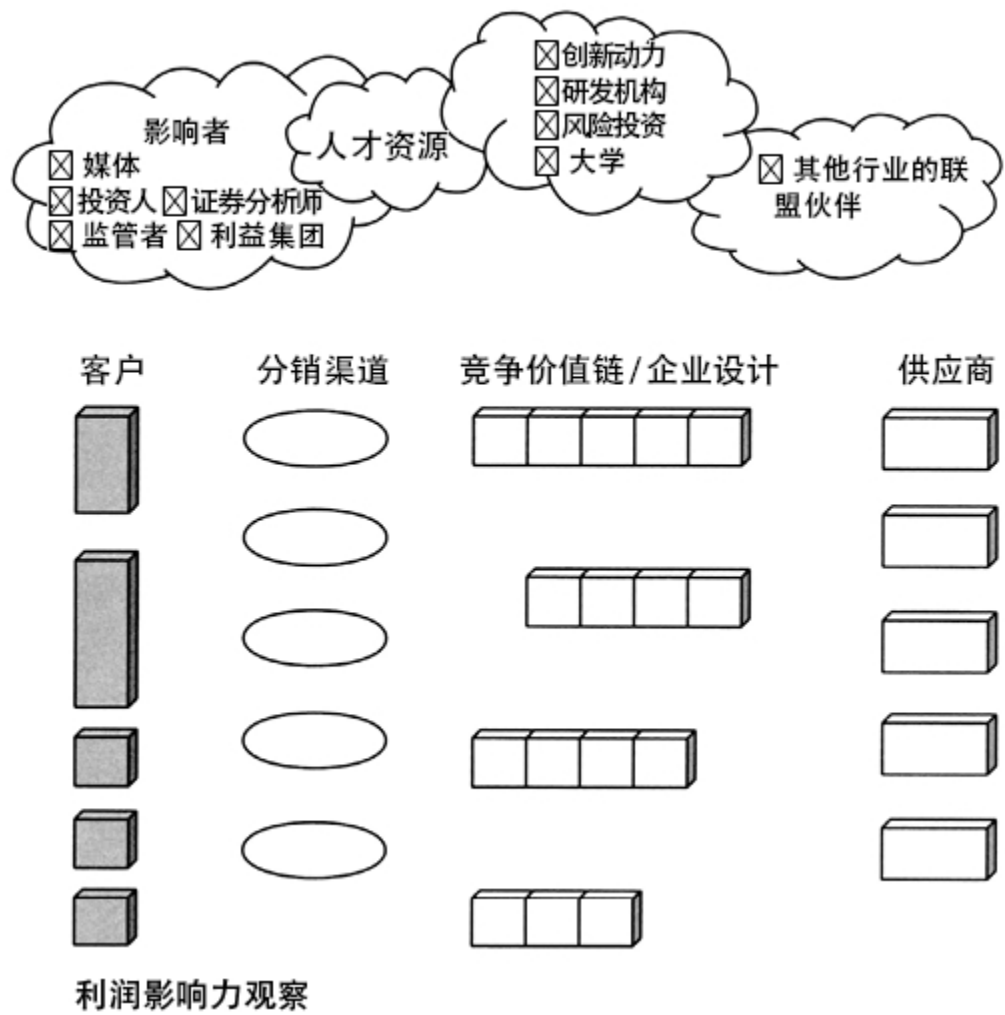 影响者
☒ 媒体
☒投资人 ☒证券分析师
☒ 监管者 ☒ 利益集团
人才资源
☒创新动力
☒研发机构
☒风险投资
☒ 大学
☒ 其他行业的联
盟伙伴
客户 分销渠道 竞争价值链/企业设计 供应商
利润影响力观察